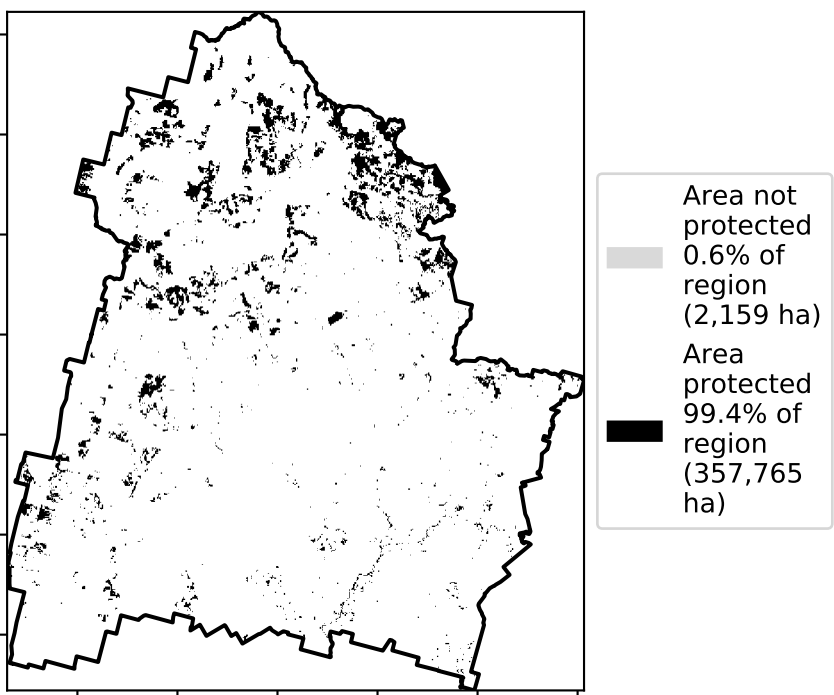 Area not
protected
0.6% of
region
(2,159 ha)
Area
protected
99.4% of
region
(357,765
ha)